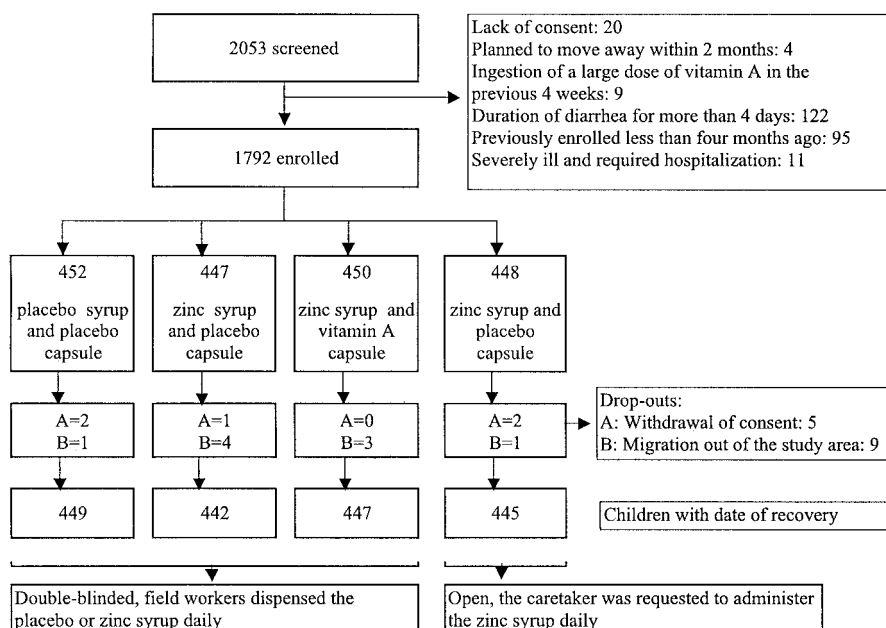 2053 screened
Lack of consent: 20
Planned to move away within 2 months: 4
Ingestion of a large dose of vitamin A in the
previous 4 weeks: 9
Duration of diarrhea for more than 4 days: 122
Previously enrolled less than four months ago: 95
Severely ill and required hospitalization: 11
1792 enrolled
452
placebo syrup
and placebo
capsule
447
zinc syrup
and placebo
capsule
450
zinc syrup and
vitamin A
capsule
448
zinc syrup and
placebo
capsule
A=2
B=1
A=1
B=4
A=0
B=3
A=2
B=1
Drop-outs:
A: Withdrawal of consent: 5
B: Migration out of the study area: 9
449
442
447
445
Children with date of recovery
Double-blinded, field workers dispensed the
placebo or zinc syrup daily
Open, the caretaker was requested to administer
the zinc syrup daily